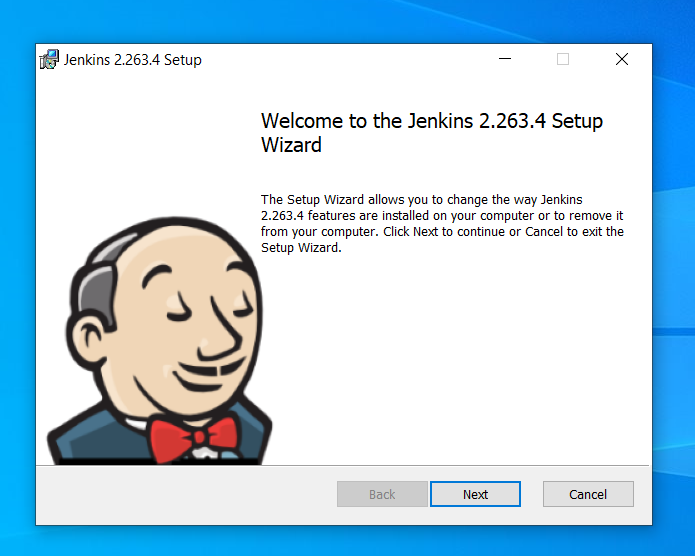 Jenkins 2.263.4 Setup
Welcome to the Jenkins 2.263.4 Setup
Wizard
The Setup Wizard allows you to change the way Jenkins
2.263.4 features are installed on your computer or to remove it
from your computer. Click Next to continue or Cancel to exit the
Setup Wizard.
Back Next Cancel